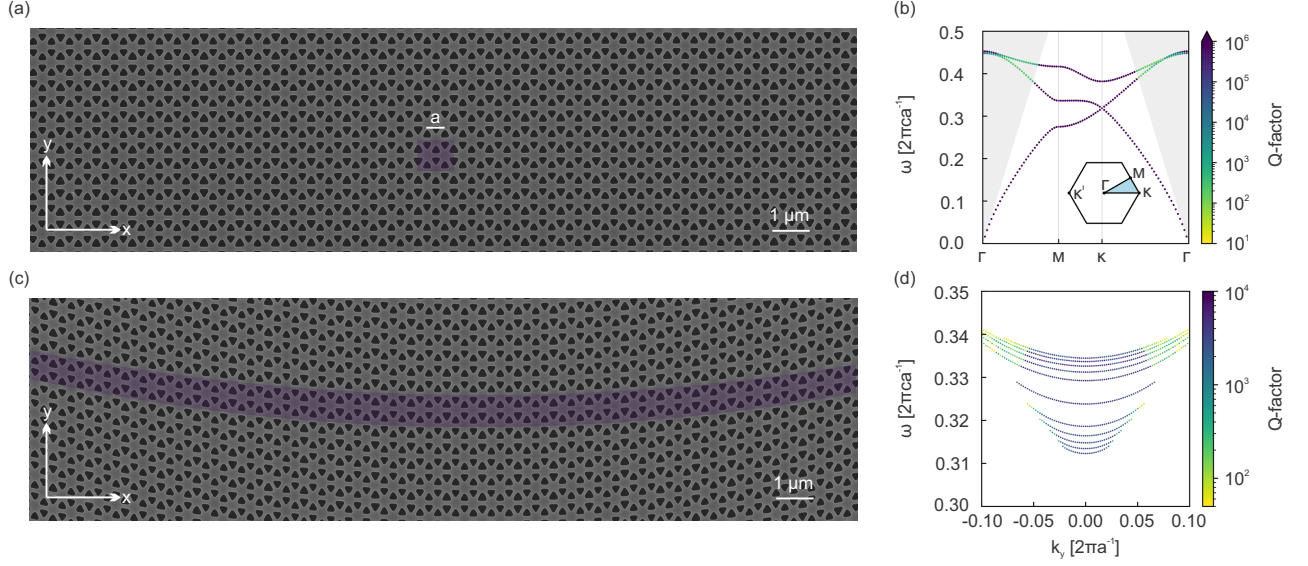 (a)
a
y
x
1 μm
(b)
ω [2πca⁻¹]
0.5
0.4
0.3
0.2
0.1
0.0
Γ
M
K
Γ
Γ
M
K
K'
10⁶
10⁵
10⁴
10³
10²
10¹
Q-factor
(c)
y
x
1 μm
(d)
ω [2πca⁻¹]
0.35
0.34
0.33
0.32
0.31
0.30
-0.10
-0.05
0.00
0.05
0.10
k_y [2πa⁻¹]
10⁴
10³
10²
Q-factor